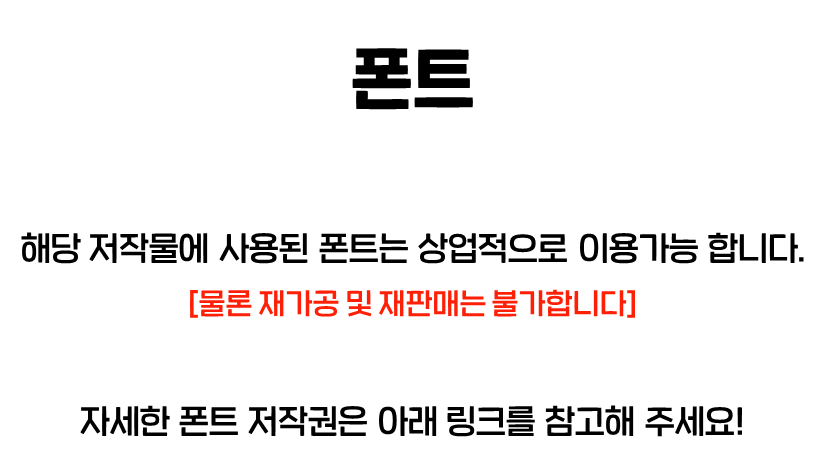 폰트
해당 저작물에 사용된 폰트는 상업적으로 이용가능 합니다.
[물론 재가공 및 재판매는 불가합니다]
자세한 폰트 저작권은 아래 링크를 참고해 주세요!